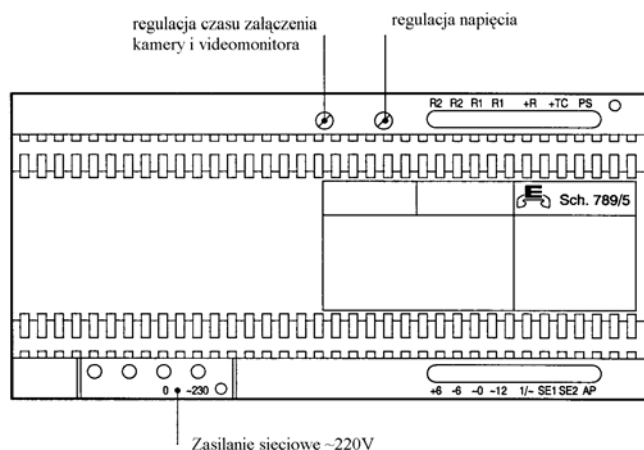 regulacja czasu załączenia
kamery i videomonitora
regulacja napięcia
R2 R2 R1 R1 +R +TC PS
Sch. 789/5
0 ~230
+6 -6 ~0 ~12 1/~ SE1 SE2 AP
Zasilanie sieciowe ~220V